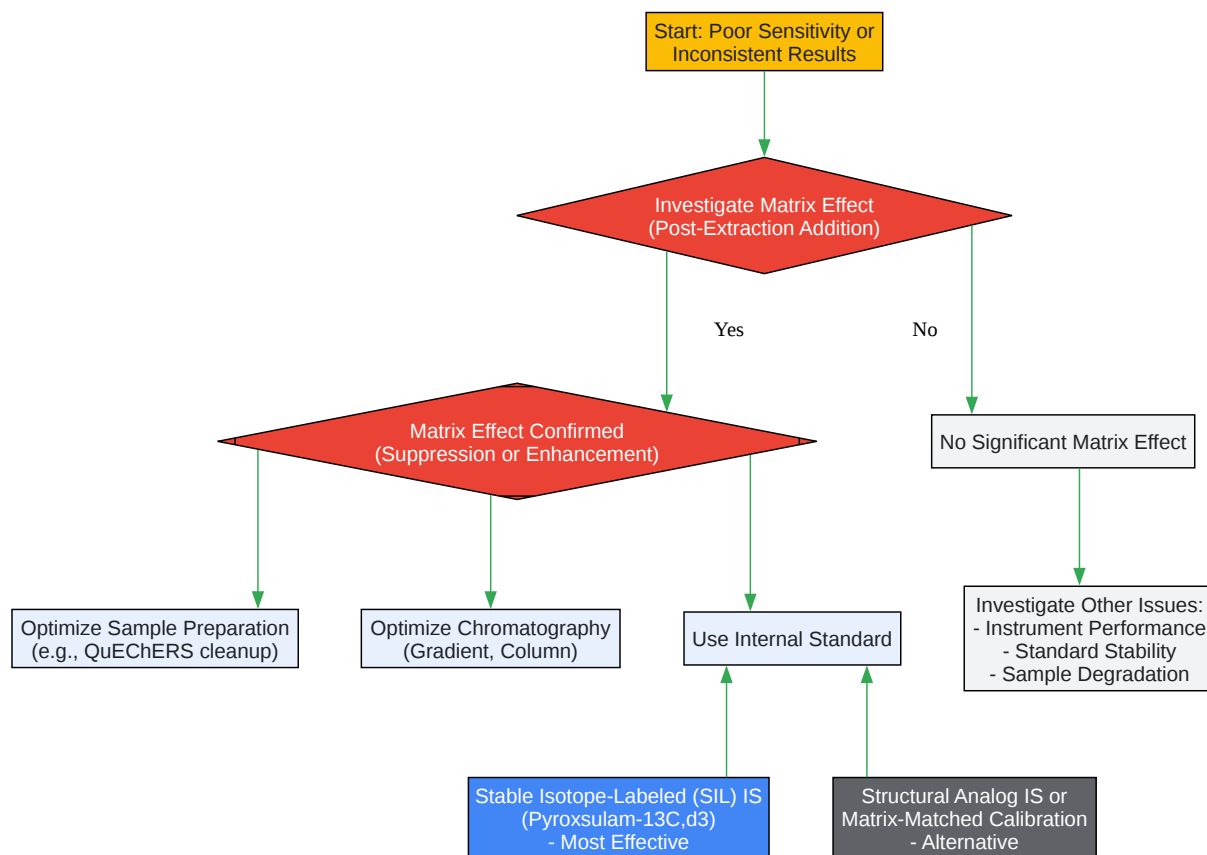 Start: Poor Sensitivity or
Inconsistent Results
Investigate Matrix Effect
(Post-Extraction Addition)
Yes
No
Matrix Effect Confirmed
(Suppression or Enhancement)
No Significant Matrix Effect
Optimize Sample Preparation
(e.g., QuEChERS cleanup)
Optimize Chromatography
(Gradient, Column)
Use Internal Standard
Investigate Other Issues:
- Instrument Performance
- Standard Stability
- Sample Degradation
Stable Isotope-Labeled (SIL) IS
(Pyroxsulam-13C,d3)
- Most Effective
Structural Analog IS or
Matrix-Matched Calibration
- Alternative